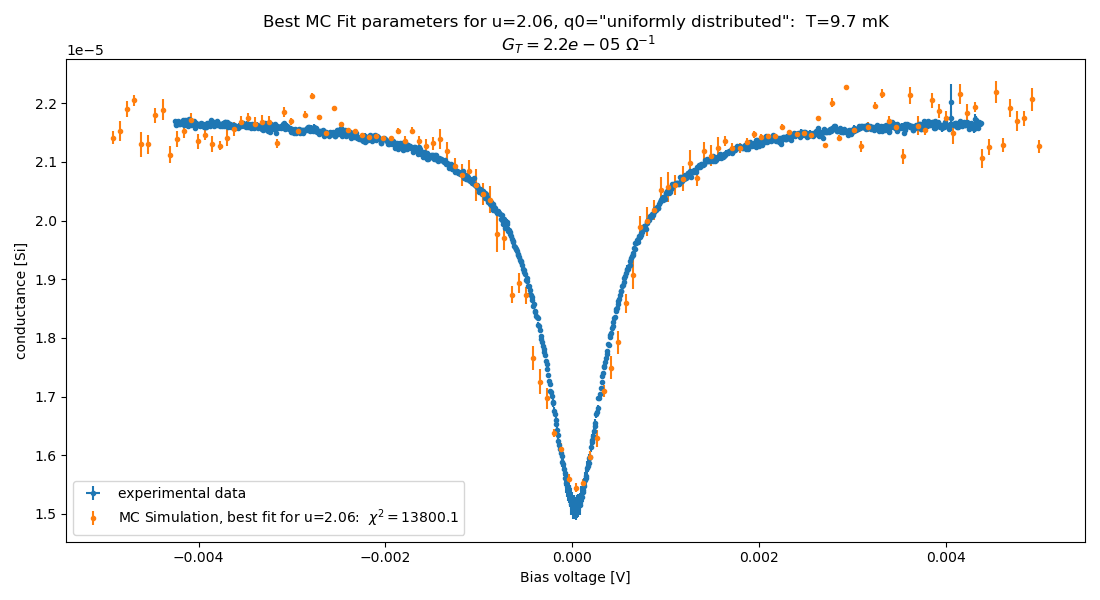 Best MC Fit parameters for u=2.06, q0="uniformly distributed":  T=9.7 mK
G_T = 2.2e − 05 Ω⁻¹
1e−5
2.2
2.1
2.0
1.9
1.8
1.7
1.6
1.5
conductance [Si]
experimental data
MC Simulation, best fit for u=2.06:  χ² = 13800.1
−0.004
−0.002
0.000
0.002
0.004
Bias voltage [V]